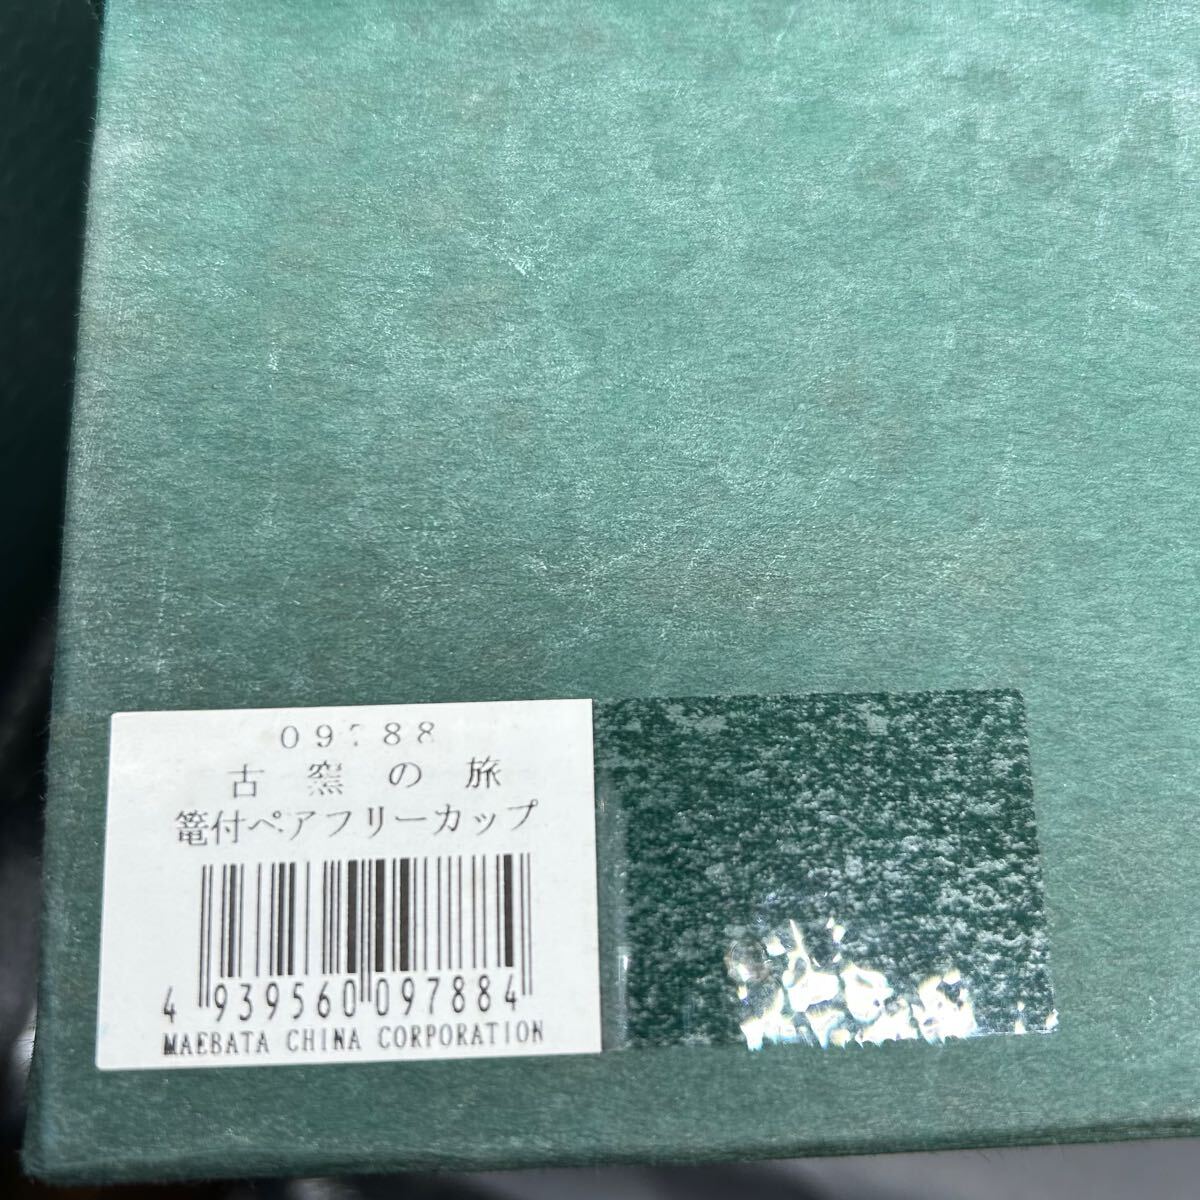 09788
古窯の旅
篭付ペアフリーカップ
4 939560 097884
MAEBATA CHINA CORPORATION